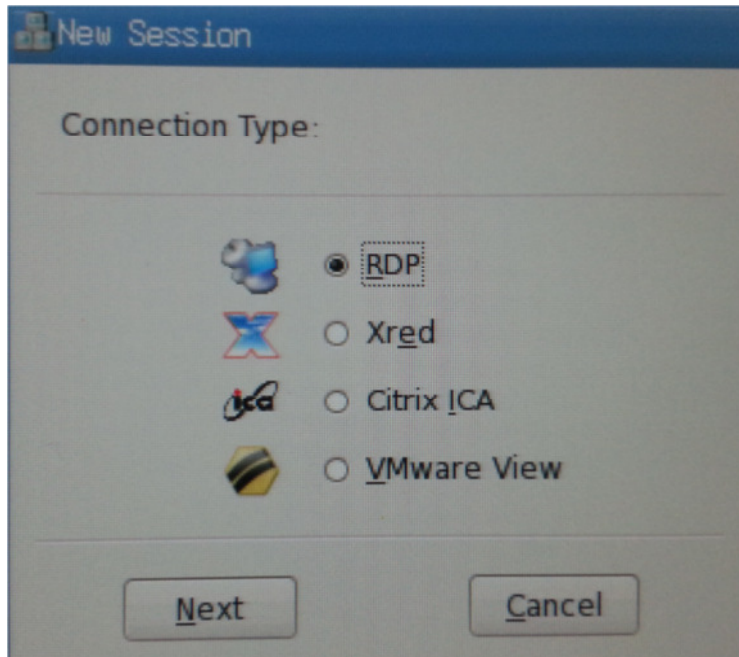 New Session
Connection Type:
RDP
Xred
ica
Citrix ICA
VMware View
Next
Cancel